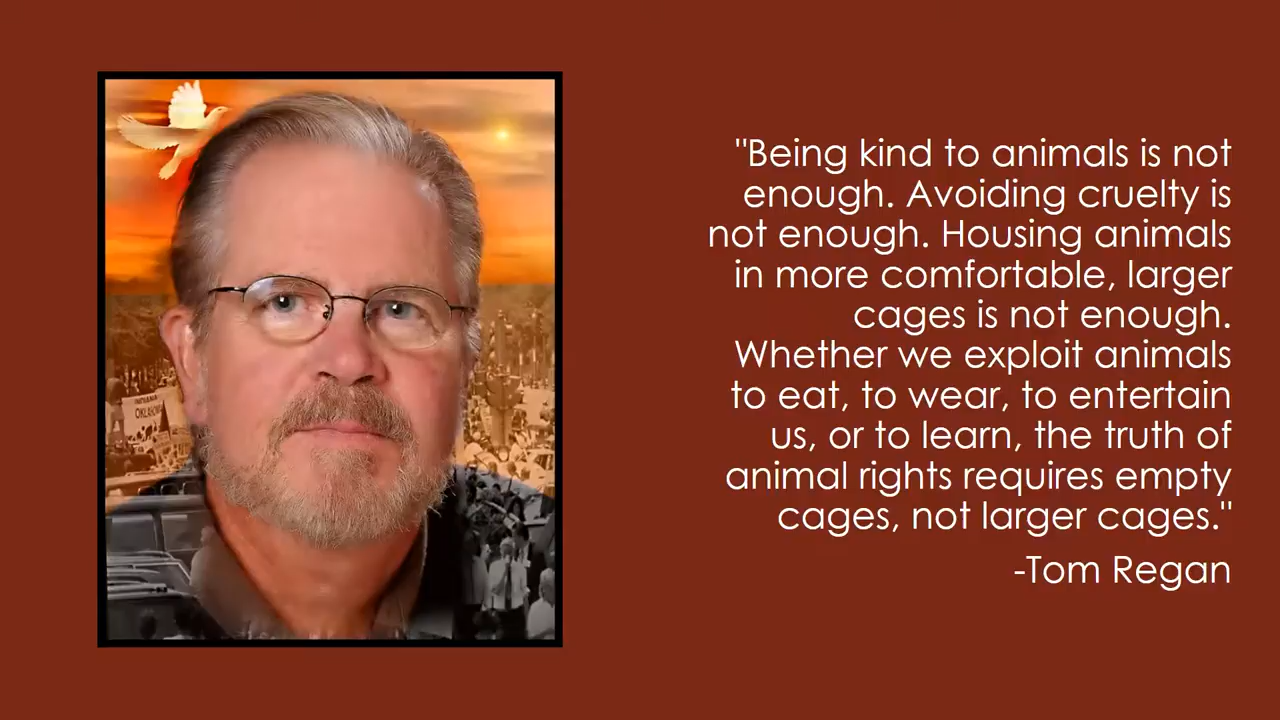 "Being kind to animals is not
enough. Avoiding cruelty is
not enough. Housing animals
in more comfortable, larger
cages is not enough.
Whether we exploit animals
to eat, to wear, to entertain
us, or to learn, the truth of
animal rights requires empty
cages, not larger cages."
-Tom Regan
OKLAHOMA